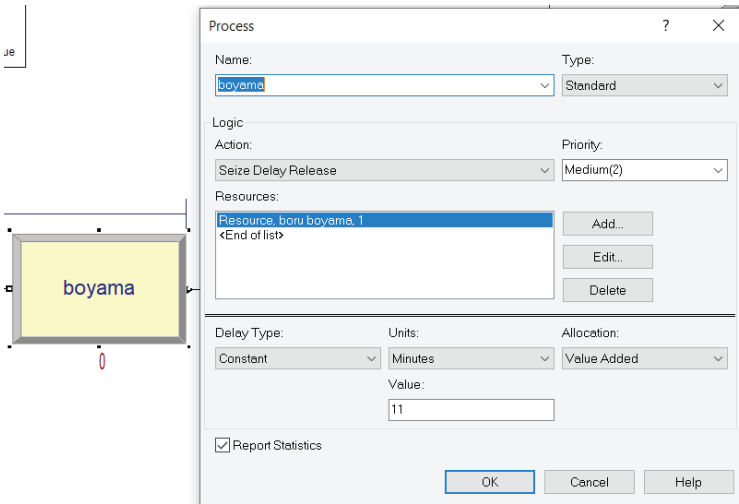 ue
boyama
0
Process
?
Name:
Type:
boyama
Standard
Logic
Action:
Priority:
Seize Delay Release
Medium(2)
Resources:
Resource, boru boyama, 1
<End of list>
Add...
Edit...
Delete
Delay Type:
Units:
Allocation:
Constant
Minutes
Value Added
Value:
11
Report Statistics
OK
Cancel
Help